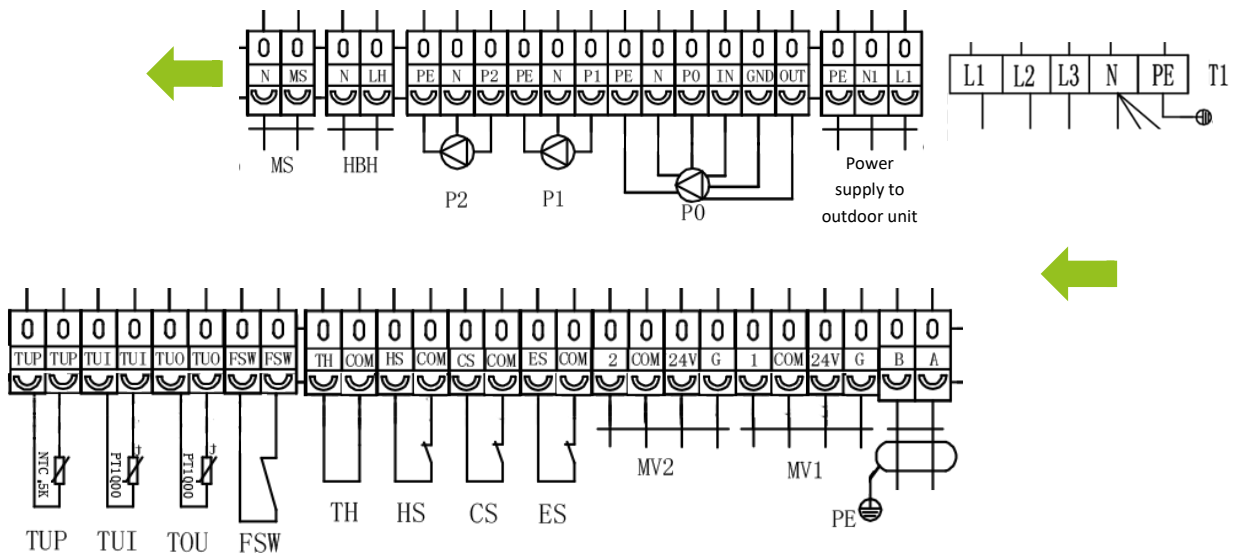 0 0 0 0 0 0 0 0 0 0 0 0 0 0 0 0 0
N MS N LH PE N P2 PE N P1 PE N P0 IN GND OUT PE N1 L1
L1 L2 L3 N PE T1
MS HBH P2 P1 P0
Power
supply to
outdoor unit
0 0 0 0 0 0 0 0 0 0 0 0 0 0 0 0 0 0 0 0 0 0 0 0 0 0
TUP TUP TUI TUI TUO TUO FSW FSW TH COM HS COM CS COM ES COM 2 COM 24V G 1 COM 24V G B A
NTC 5K PT1Q00 PT1Q00
MV2 MV1
PE
TH HS CS ES
TUP TUI TOU FSW